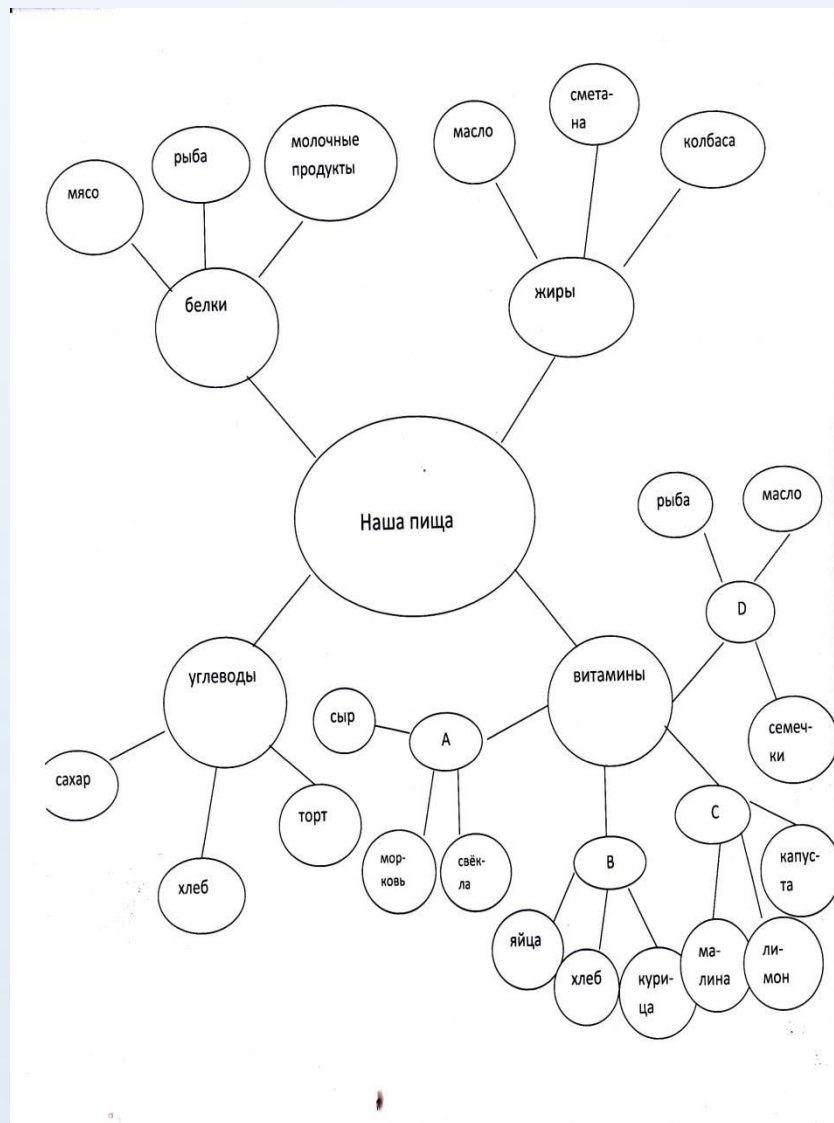 смета-
на
масло
колбаса
молочные
продукты
рыба
мясо
белки
жиры
Наша пища
рыба
масло
D
семеч-
ки
витамины
углеводы
сыр
A
сахар
торт
хлеб
мор-
ковь
свёк-
ла
B
яйца
хлеб
кури-
ца
C
ма-
лина
ли-
мон
капус-
та